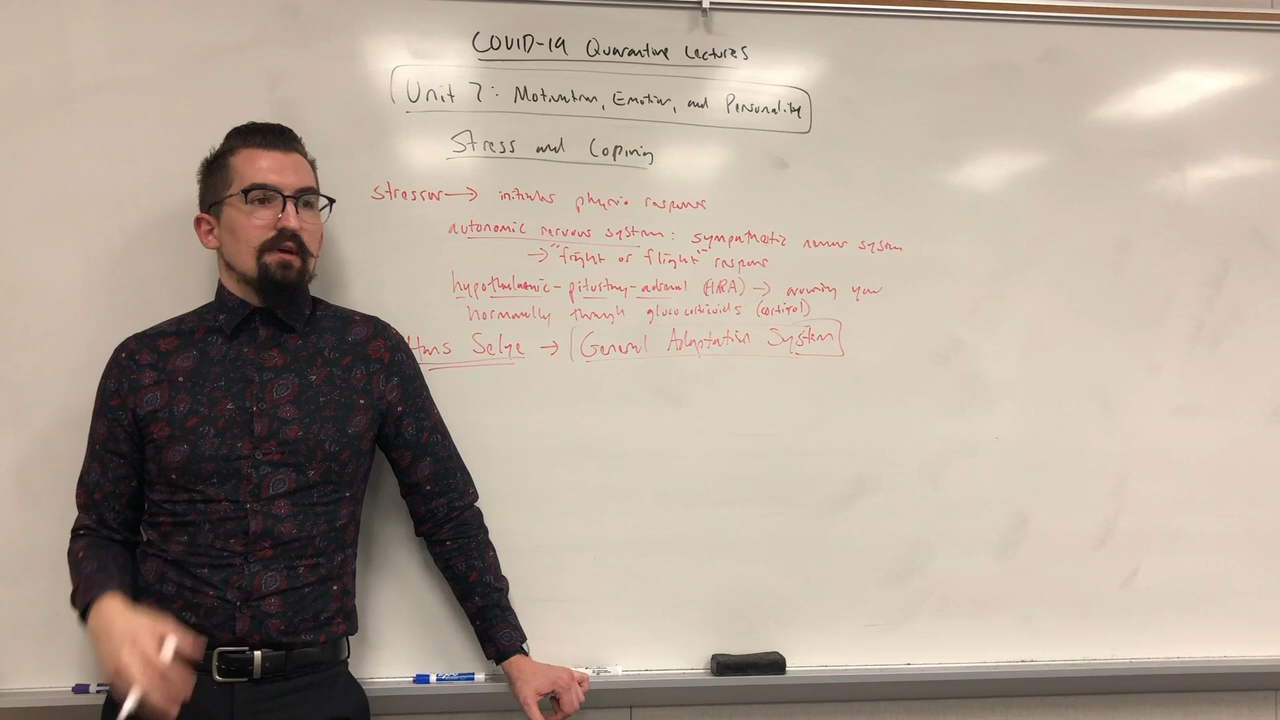 COVID-19 Quarantine Lectures
Unit 7: Motivation, Emotion, and Personality
Stress and Coping
stressor → initiates physio response
autonomic nervous system: sympathetic nervous system
→ "fright or flight" response
hypothalamic-pituitary-adrenal (HPA) → arousing you
hormonally through glucocorticoids (cortisol)
Hans Selye → General Adaptation System